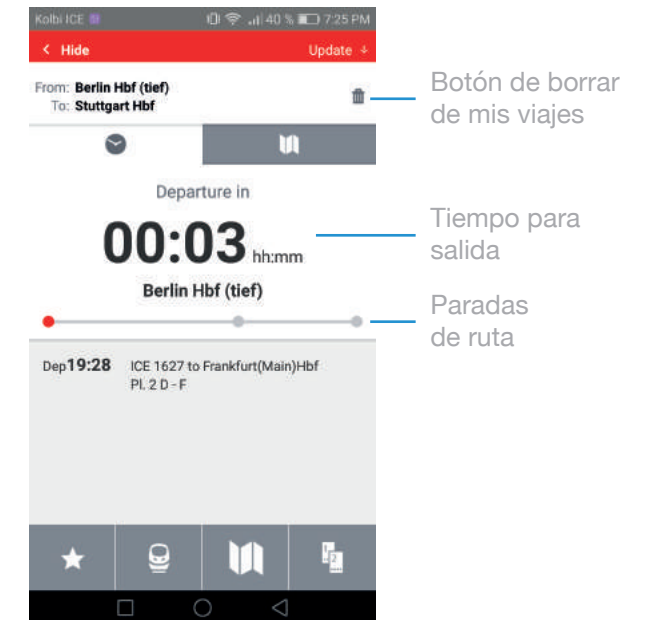 Kolbi ICE 40 % 7:25 PM
Hide Update
From: Berlin Hbf (tief)
To: Stuttgart Hbf
Botón de borrar
de mis viajes
Departure in
00:03 hh:mm
Tiempo para
salida
Berlin Hbf (tief)
Paradas
de ruta
Dep19:28 ICE 1627 to Frankfurt(Main)Hbf
Pl. 2 D - F
1
2